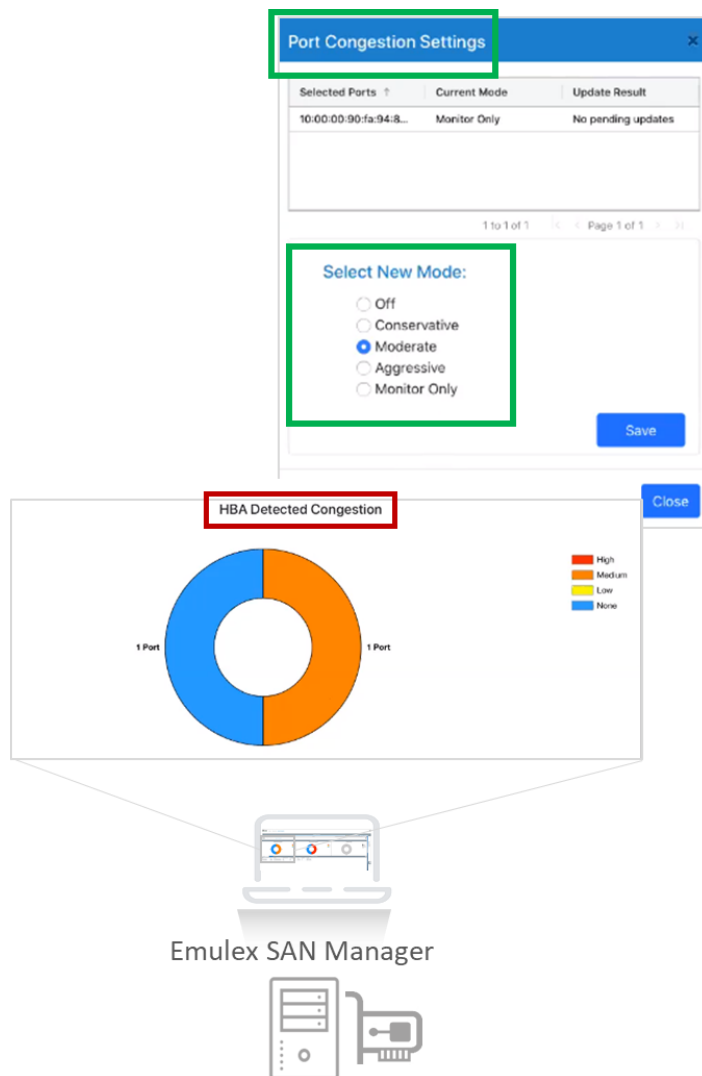 Port Congestion Settings ×
Selected Ports ↑ Current Mode Update Result
10:00:00:90:fa:94:8... Monitor Only No pending updates
1 to 1 of 1 Page 1 of 1
Select New Mode:
Off
Conservative
Moderate
Aggressive
Monitor Only
Save
Close
HBA Detected Congestion
High
Medium
Low
None
1 Port 1 Port
Emulex SAN Manager